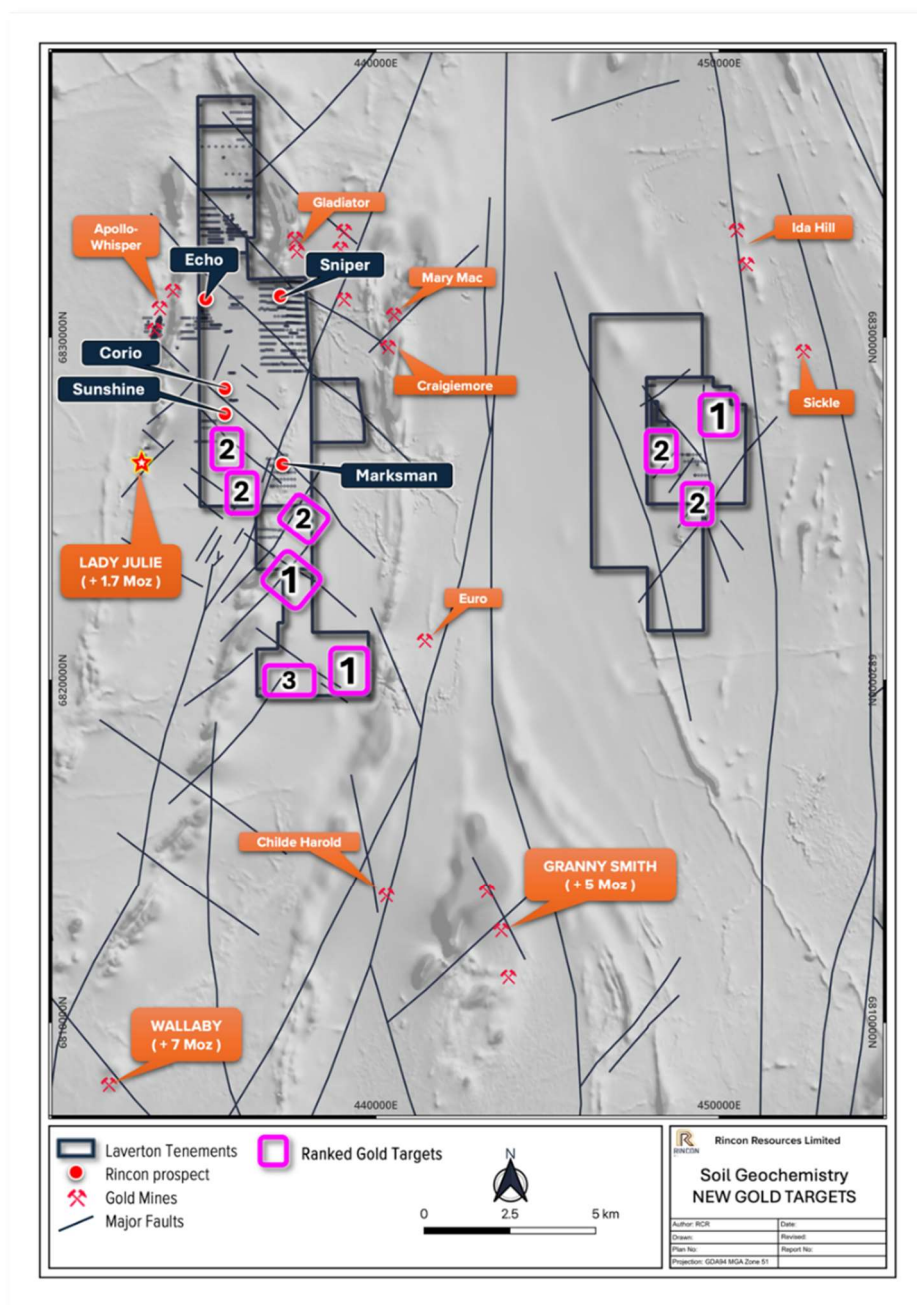 440000E
450000E
Gladiator
Apollo-
Whisper
Echo
Sniper
Ida Hill
Mary Mac
6830000N
6830000N
Corio
Craigiemore
Sunshine
Sickle
1
2
2
2
Marksman
2
2
LADY JULIE
( + 1.7 Moz )
1
Euro
1
3
6820000N
6820000N
Childe Harold
GRANNY SMITH
( + 5 Moz )
6810000N
6810000N
WALLABY
( + 7 Moz )
440000E
450000E
Laverton Tenements
Rincon prospect
Gold Mines
Major Faults
Ranked Gold Targets
N
0 2.5 5 km
R
RINCON
Rincon Resources Limited
Soil Geochemistry
NEW GOLD TARGETS
Author: RCR Date:
Drawn: Revised:
Plan No: Report No:
Projection: GDA94 MGA Zone 51